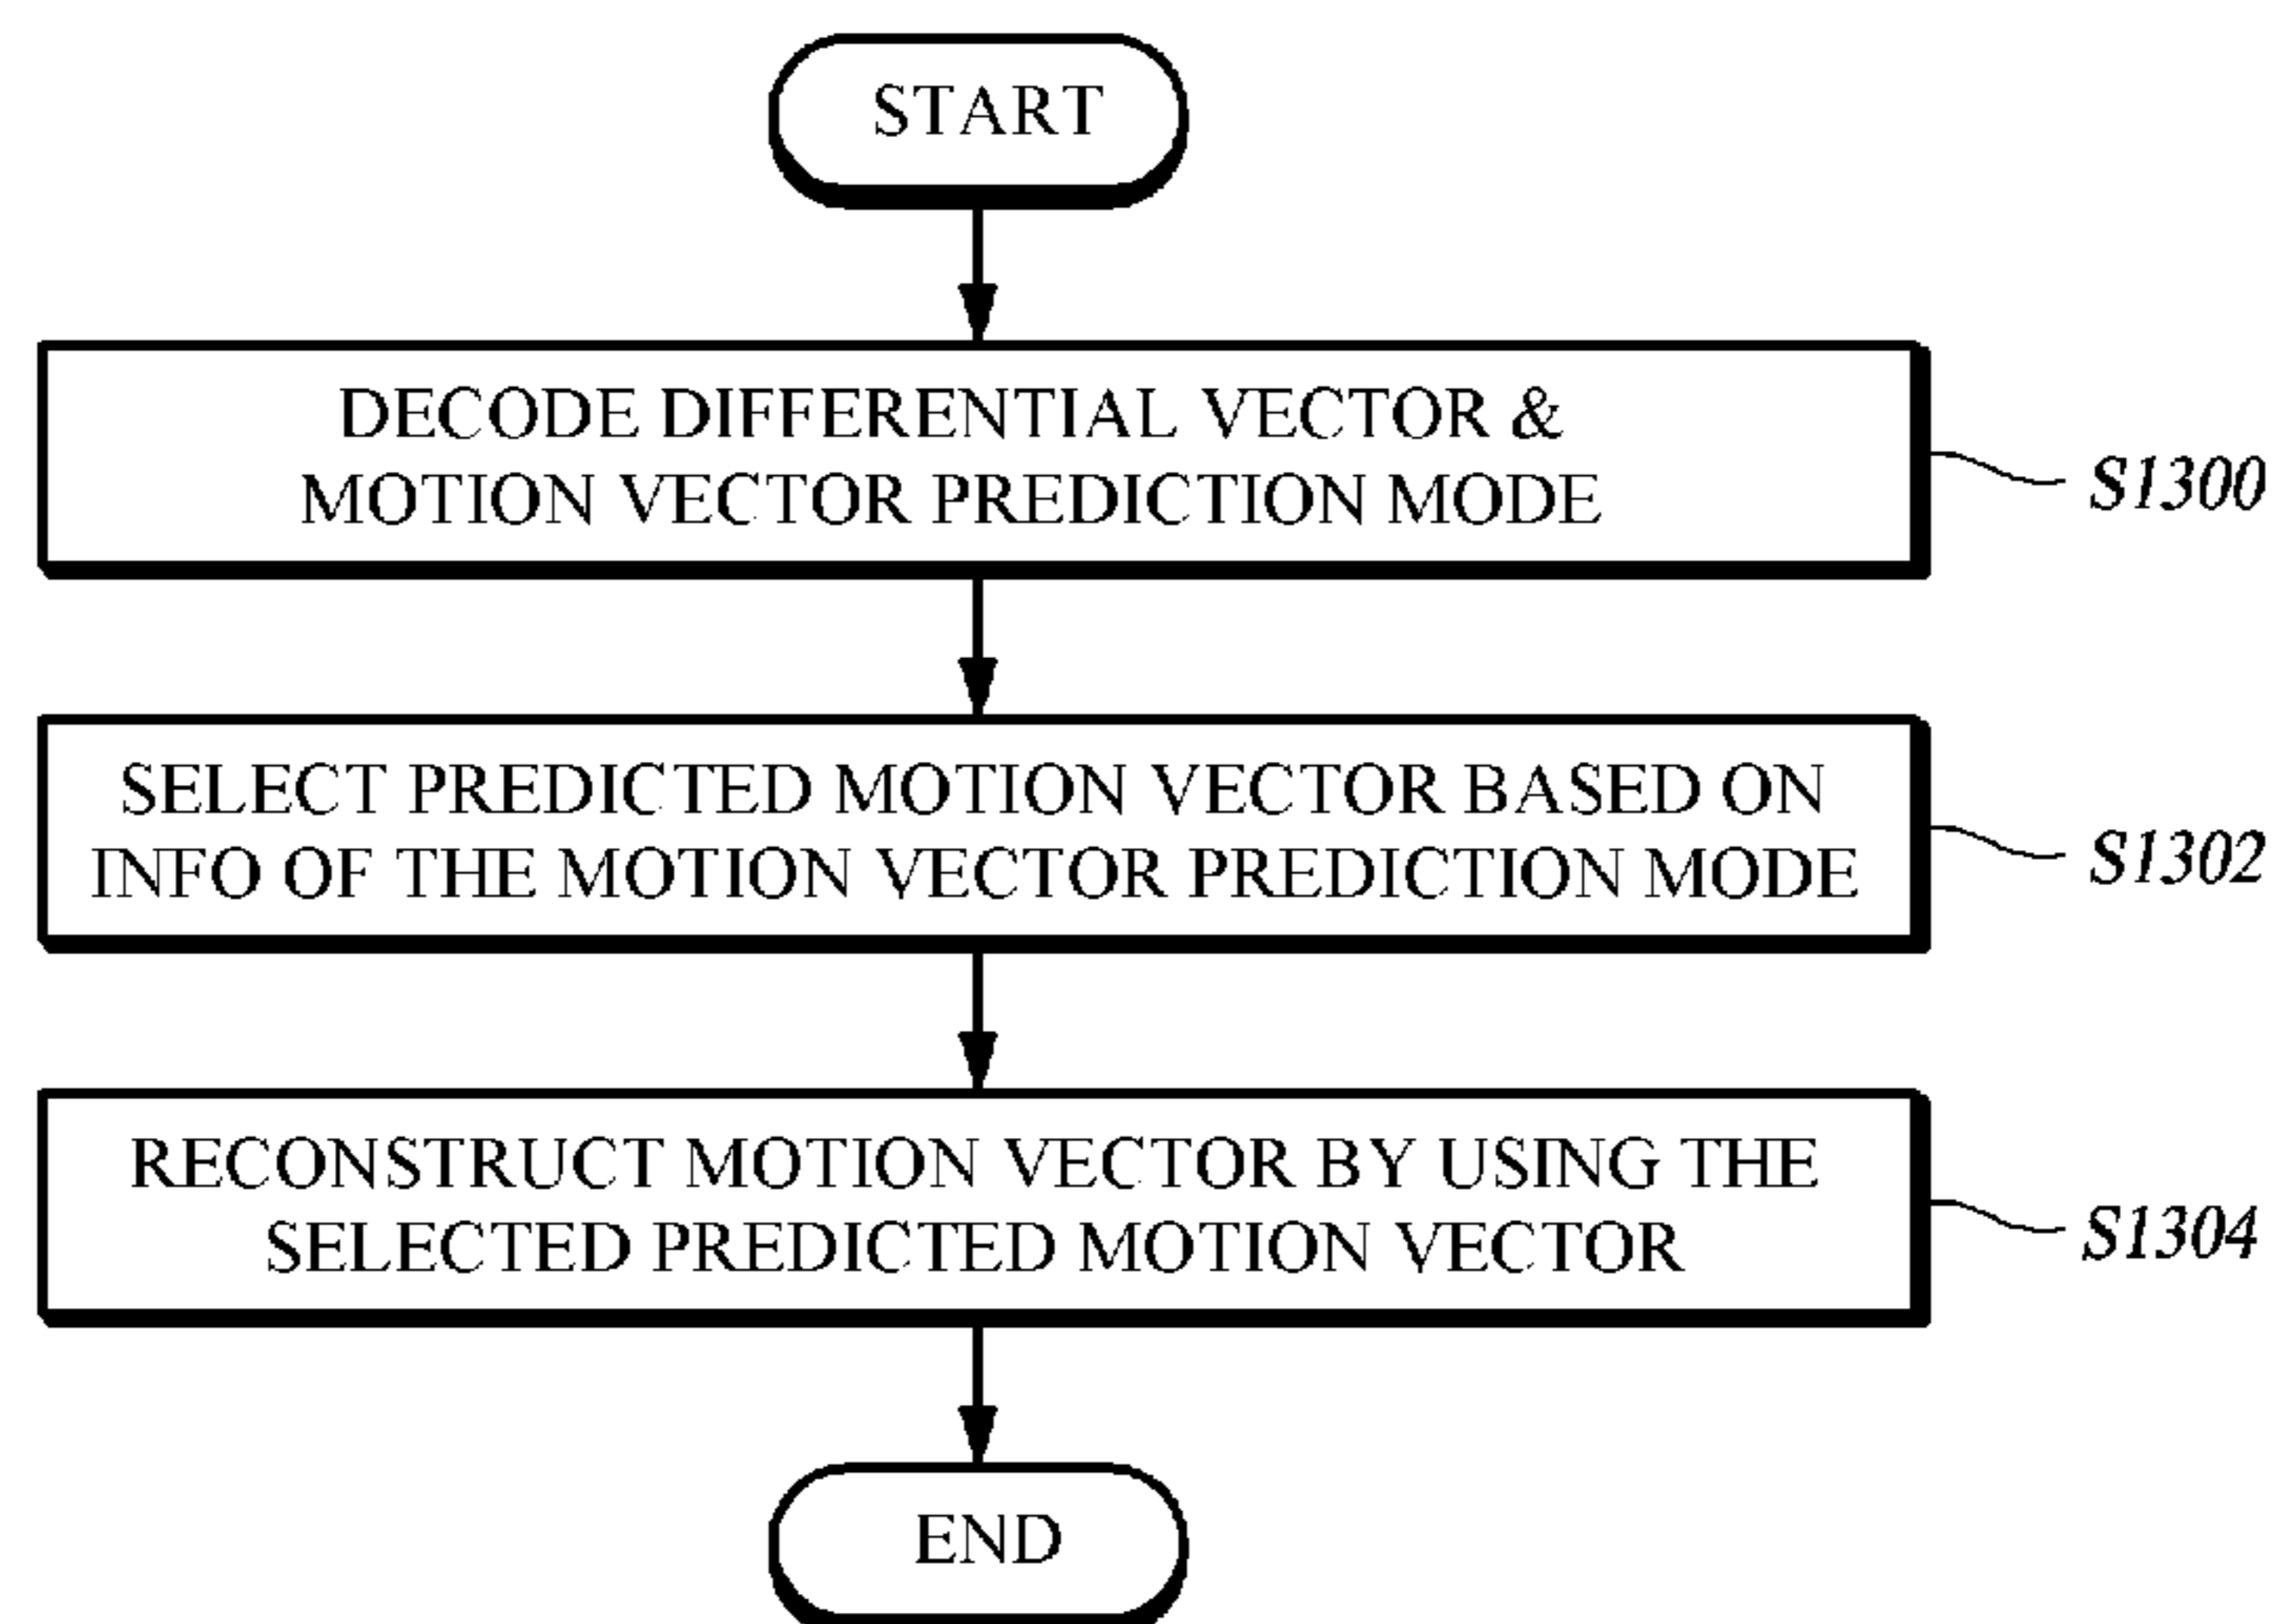 START
DECODE DIFFERENTIAL VECTOR &
MOTION VECTOR PREDICTION MODE
S1300
SELECT PREDICTED MOTION VECTOR BASED ON
INFO OF THE MOTION VECTOR PREDICTION MODE
S1302
RECONSTRUCT MOTION VECTOR BY USING THE
SELECTED PREDICTED MOTION VECTOR
S1304
END